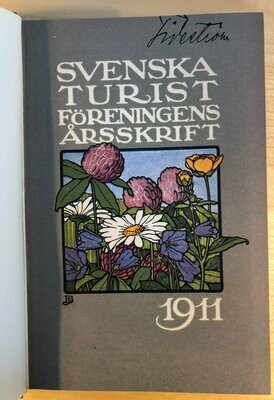 SVENSKA
TURIST
FÖRENINGENS
ÅRSSKRIFT
1911